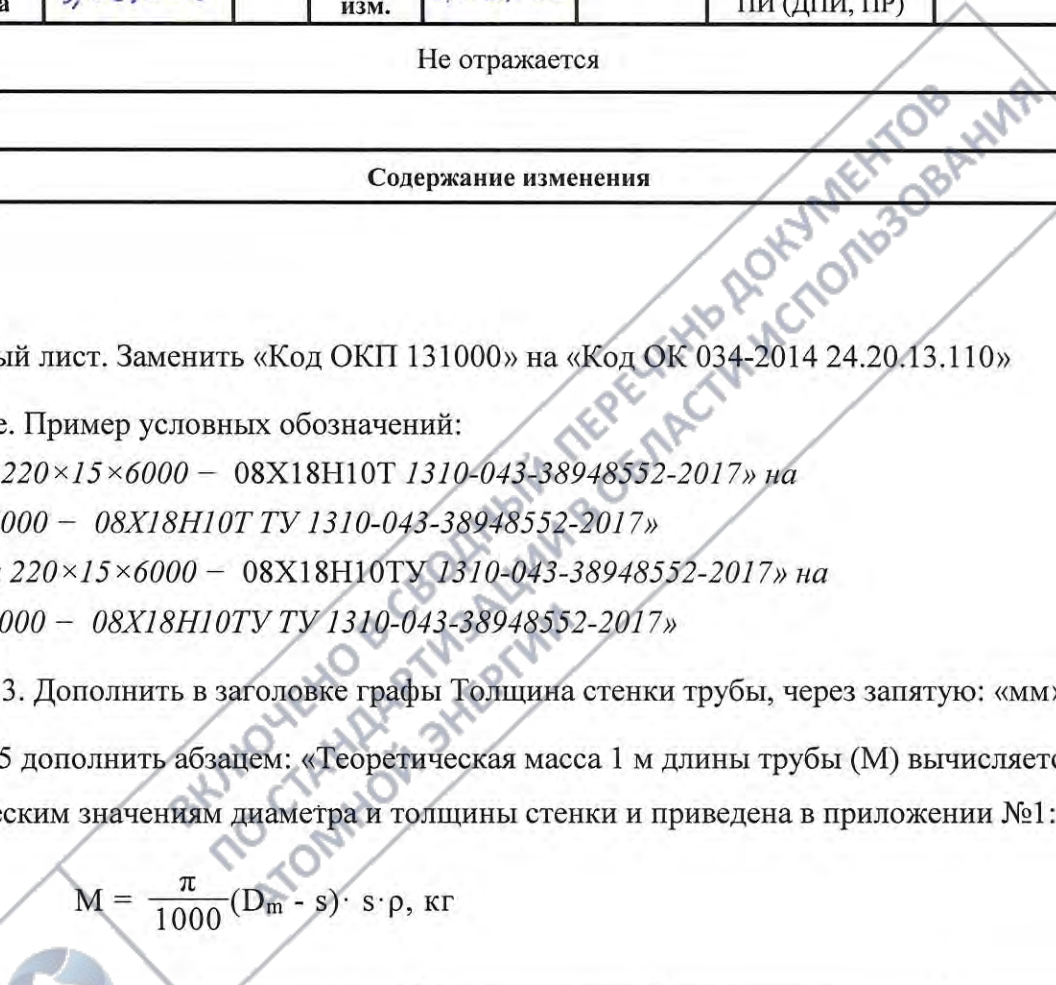 изм.
ПИ (ДПИ, ПР)
Не отражается
Содержание изменения
ый лист. Заменить «Код ОКП 131000» на «Код ОК 034-2014 24.20.13.110»
е. Пример условных обозначений:
220×15×6000 – 08Х18Н10Т 1310-043-38948552-2017» на
000 – 08Х18Н10Т ТУ 1310-043-38948552-2017»
220×15×6000 – 08Х18Н10ТУ 1310-043-38948552-2017» на
000 – 08Х18Н10ТУ ТУ 1310-043-38948552-2017»
3. Дополнить в заголовке графы Толщина стенки трубы, через запятую: «мм»
5 дополнить абзацем: «Теоретическая масса 1 м длины трубы (М) вычисляетс
еским значениям диаметра и толщины стенки и приведена в приложении №1:
M = π/1000 (Dm - s)· s·ρ, кг
ВКЛЮЧЕНО В СВОДНЫЙ ПЕРЕЧЕНЬ ДОКУМЕНТОВ
ПО СТАНДАРТИЗАЦИИ В ОБЛАСТИ ИСПОЛЬЗОВАНИЯ
АТОМНОЙ ЭНЕРГИИ